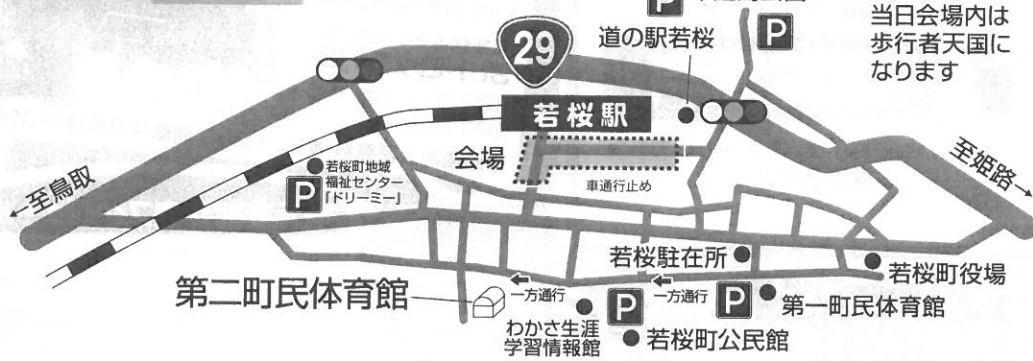 P
P
当日会場内は
歩行者天国に
なります
29
道の駅若桜
若桜駅
会場
車通行止め
←至鳥取
至姫路→
若桜町地域
福祉センター
「ドリーミー」
P
若桜駐在所
若桜町役場
第二町民体育館
←
一方通行
←
一方通行
P
P
第一町民体育館
わかさ生涯
学習情報館
若桜町公民館